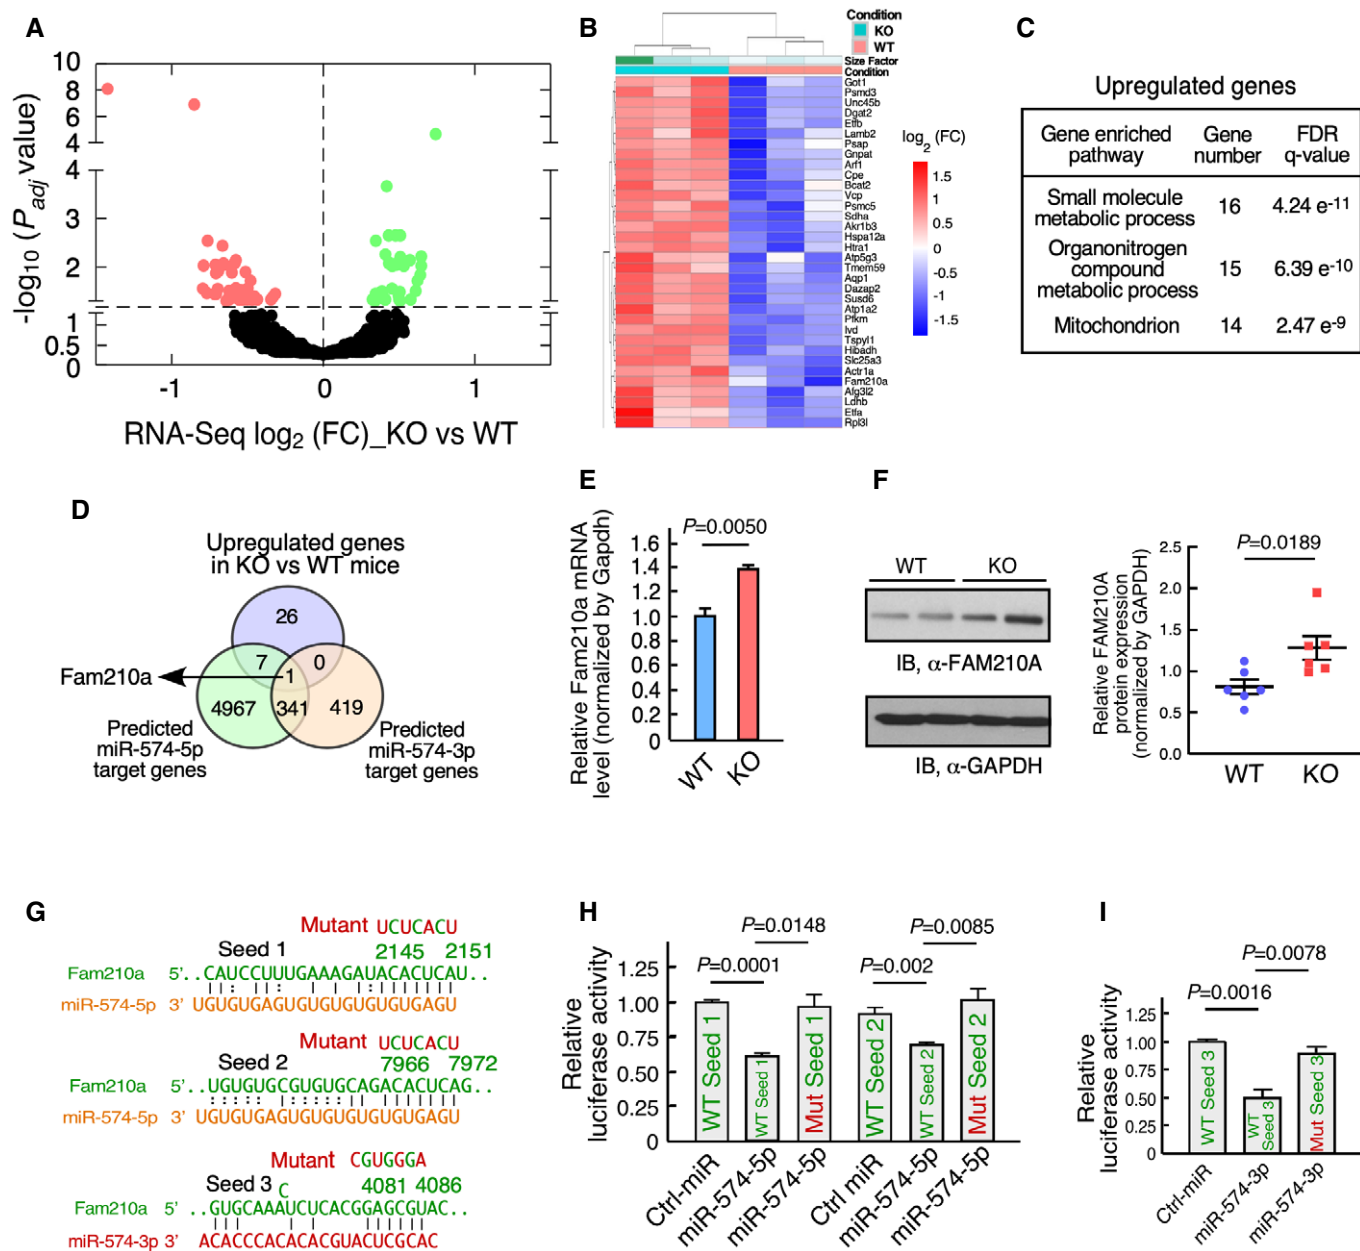 A
10
8
6
4
4
3
2
1
0.5
0
-log10 (Padj value)
-1
0
1
RNA-Seq log2 (FC)_KO vs WT
B
Condition
KO
WT
Size Factor
Condition
Got1
Psmd3
Unc45b
Dgat2
Etfb
Lamb2
Psap
Gnpat
Arf1
Cpe
Bcat2
Vcp
Psmc5
Sdha
Akr1b3
Hspa12a
Htra1
Atp5g3
Tmem59
Aqp1
Dazap2
Susd6
Atp1a2
Pfkm
Ivd
Tspyl1
Hibadh
Slc25a3
Actr1a
Fam210a
Afg3l2
Ldhb
Etfa
Rpl3l
log2 (FC)
1.5
1
0.5
0
-0.5
-1
-1.5
C
Upregulated genes
Gene enriched pathway
Gene number
FDR q-value
Small molecule metabolic process
16
4.24 e-11
Organonitrogen compound metabolic process
15
6.39 e-10
Mitochondrion
14
2.47 e-9
D
Upregulated genes
in KO vs WT mice
26
7
0
1
Fam210a
4967
341
419
Predicted
miR-574-5p
target genes
Predicted
miR-574-3p
target genes
E
P=0.0050
1.6
1.4
1.2
1.0
0.8
0.6
0.4
0.2
0
Relative Fam210a mRNA
level (normalized by Gapdh)
WT
KO
F
WT
KO
IB, α-FAM210A
IB, α-GAPDH
P=0.0189
2.5
2.0
1.5
1.0
0.5
0.0
Relative FAM210A
protein expression
(normalized by GAPDH)
WT
KO
G
Mutant UCUCACU
Seed 1
2145 2151
Fam210a 5'..CAUCCUUUGAAAGAUACACUCAU..
miR-574-5p 3' UGUGUGAGUGUGUGUGUGUGAGU
Mutant UCUCACU
Seed 2
7966 7972
Fam210a 5'..UGUGUGCGUGUGCAGACACUCAG..
miR-574-5p 3' UGUGUGAGUGUGUGUGUGUGAGU
Mutant CGUGGGA
Seed 3
C
4081 4086
Fam210a 5' ..GUGCAAAUCUCACGGAGCGUAC..
miR-574-3p 3' ACACCCACACACGUACUCGCAC
H
P=0.0148
P=0.0085
P=0.0001
P=0.002
1.25
1.00
0.75
0.50
0.25
0
Relative
luciferase activity
WT Seed 1
WT Seed 1
Mut Seed 1
WT Seed 2
WT Seed 2
Mut Seed 2
Ctrl-miR
miR-574-5p
miR-574-5p
Ctrl miR
miR-574-5p
miR-574-5p
I
P=0.0078
P=0.0016
1.25
1.00
0.75
0.50
0.25
0
Relative
luciferase activity
WT Seed 3
WT Seed 3
Mut Seed 3
Ctrl-miR
miR-574-3p
miR-574-3p